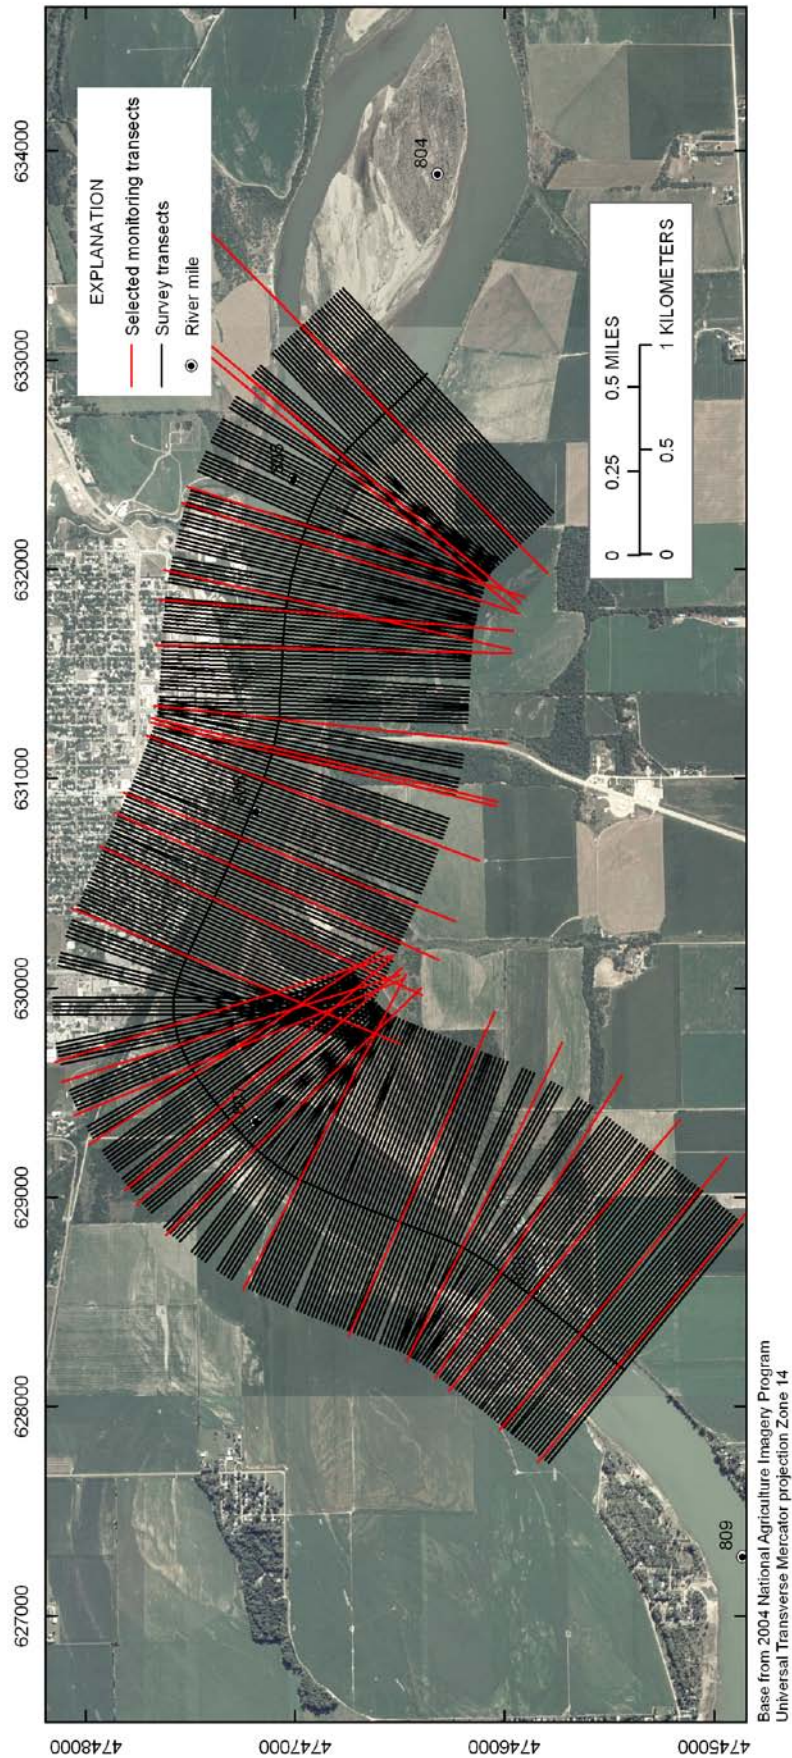 EXPLANATION
Selected monitoring transects
Survey transects
River mile
804
809
0 0.25 0.5 MILES
0 0.5 1 KILOMETERS
627000
628000
629000
630000
631000
632000
633000
634000
4748000
4747000
4746000
4745000
Base from 2004 National Agriculture Imagery Program
Universal Transverse Mercator projection Zone 14